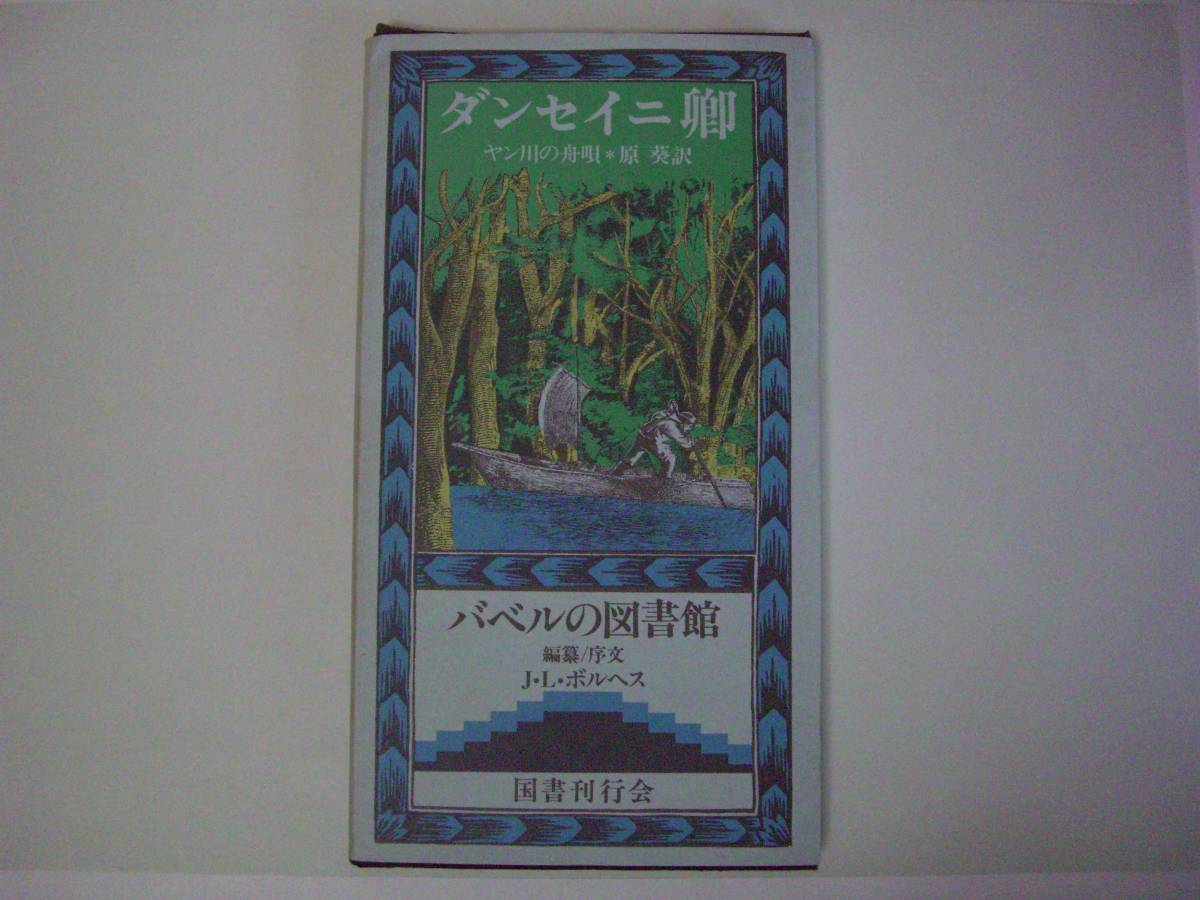 ダンセイニ卿
ヤン川の舟唄＊原 葵訳
バベルの図書館
編纂/序文
J・L・ボルヘス
国書刊行会